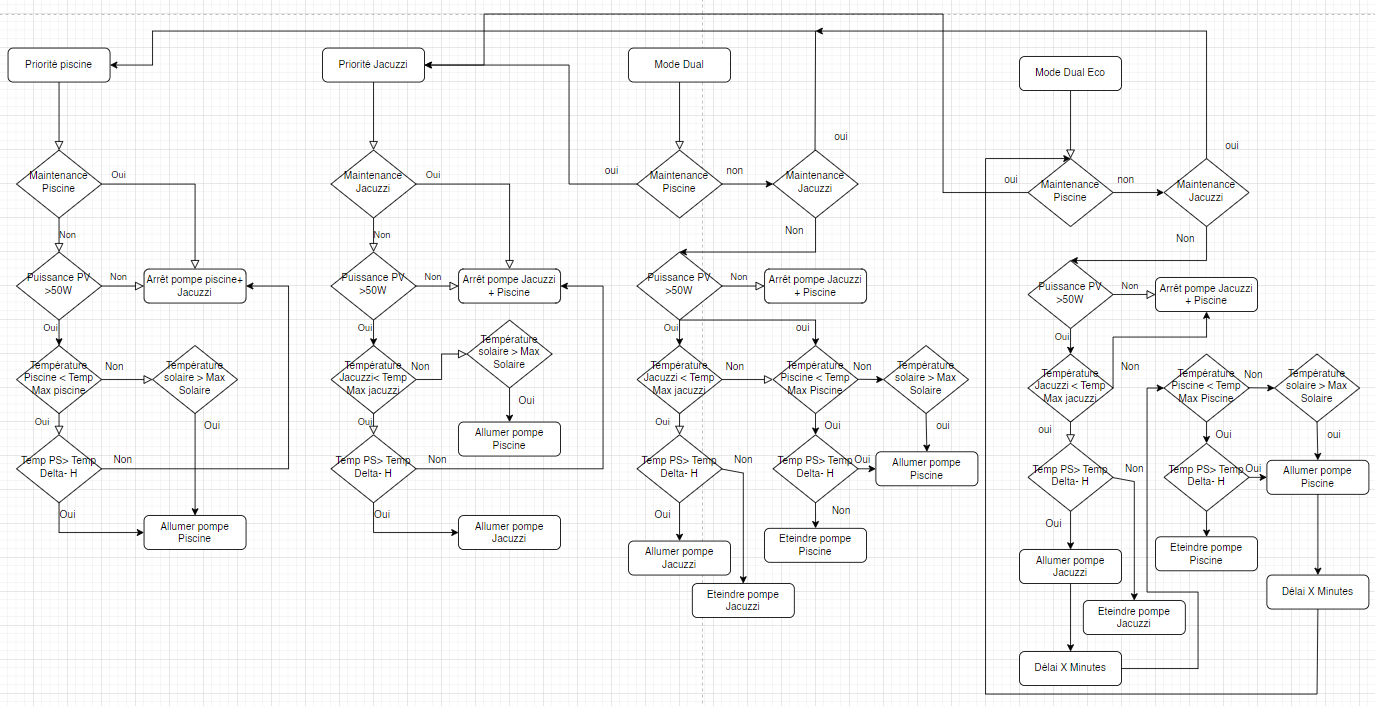 Priorité piscine
Maintenance
Piscine
Oui
Non
Puissance PV
>50W
Non
Arrêt pompe piscine+
Jacuzzi
Oui
Température
Piscine < Temp
Max piscine
Non
Température
solaire > Max
Solaire
Oui
Oui
Temp PS> Temp
Delta- H
Non
Oui
Allumer pompe
Piscine
Priorité Jacuzzi
Maintenance
Jacuzzi
Oui
Non
Puissance PV
>50W
Non
Arrêt pompe Jacuzzi
+ Piscine
Oui
Température
Jacuzzi< Temp
Max jacuzzi
Non
Température
solaire > Max
Solaire
Oui
Allumer pompe
Piscine
Oui
Temp PS> Temp
Delta- H
Non
Oui
Allumer pompe
Jacuzzi
Mode Dual
oui
Maintenance
Piscine
non
Maintenance
Jacuzzi
oui
Non
Puissance PV
>50W
Non
Arrêt pompe Jacuzzi
+ Piscine
Oui
oui
Température
Jacuzzi < Temp
Max jacuzzi
Non
Température
Piscine < Temp
Max Piscine
Non
Température
solaire > Max
Solaire
Oui
Oui
oui
Temp PS> Temp
Delta- H
Non
Temp PS> Temp
Delta- H
Oui
Allumer pompe
Piscine
Oui
Non
Allumer pompe
Jacuzzi
Eteindre pompe
Piscine
Eteindre pompe
Jacuzzi
Mode Dual Eco
oui
Maintenance
Piscine
non
Maintenance
Jacuzzi
oui
Non
Puissance PV
>50W
Non
Arrêt pompe Jacuzzi
+ Piscine
Oui
Température
Jacuzzi < Temp
Max jacuzzi
Non
Température
Piscine < Temp
Max Piscine
Non
Température
solaire > Max
Solaire
oui
Oui
oui
Temp PS> Temp
Delta- H
Non
Temp PS> Temp
Delta- H
Oui
Allumer pompe
Piscine
Oui
Allumer pompe
Jacuzzi
Eteindre pompe
Piscine
Eteindre pompe
Jacuzzi
Délai X Minutes
Délai X Minutes